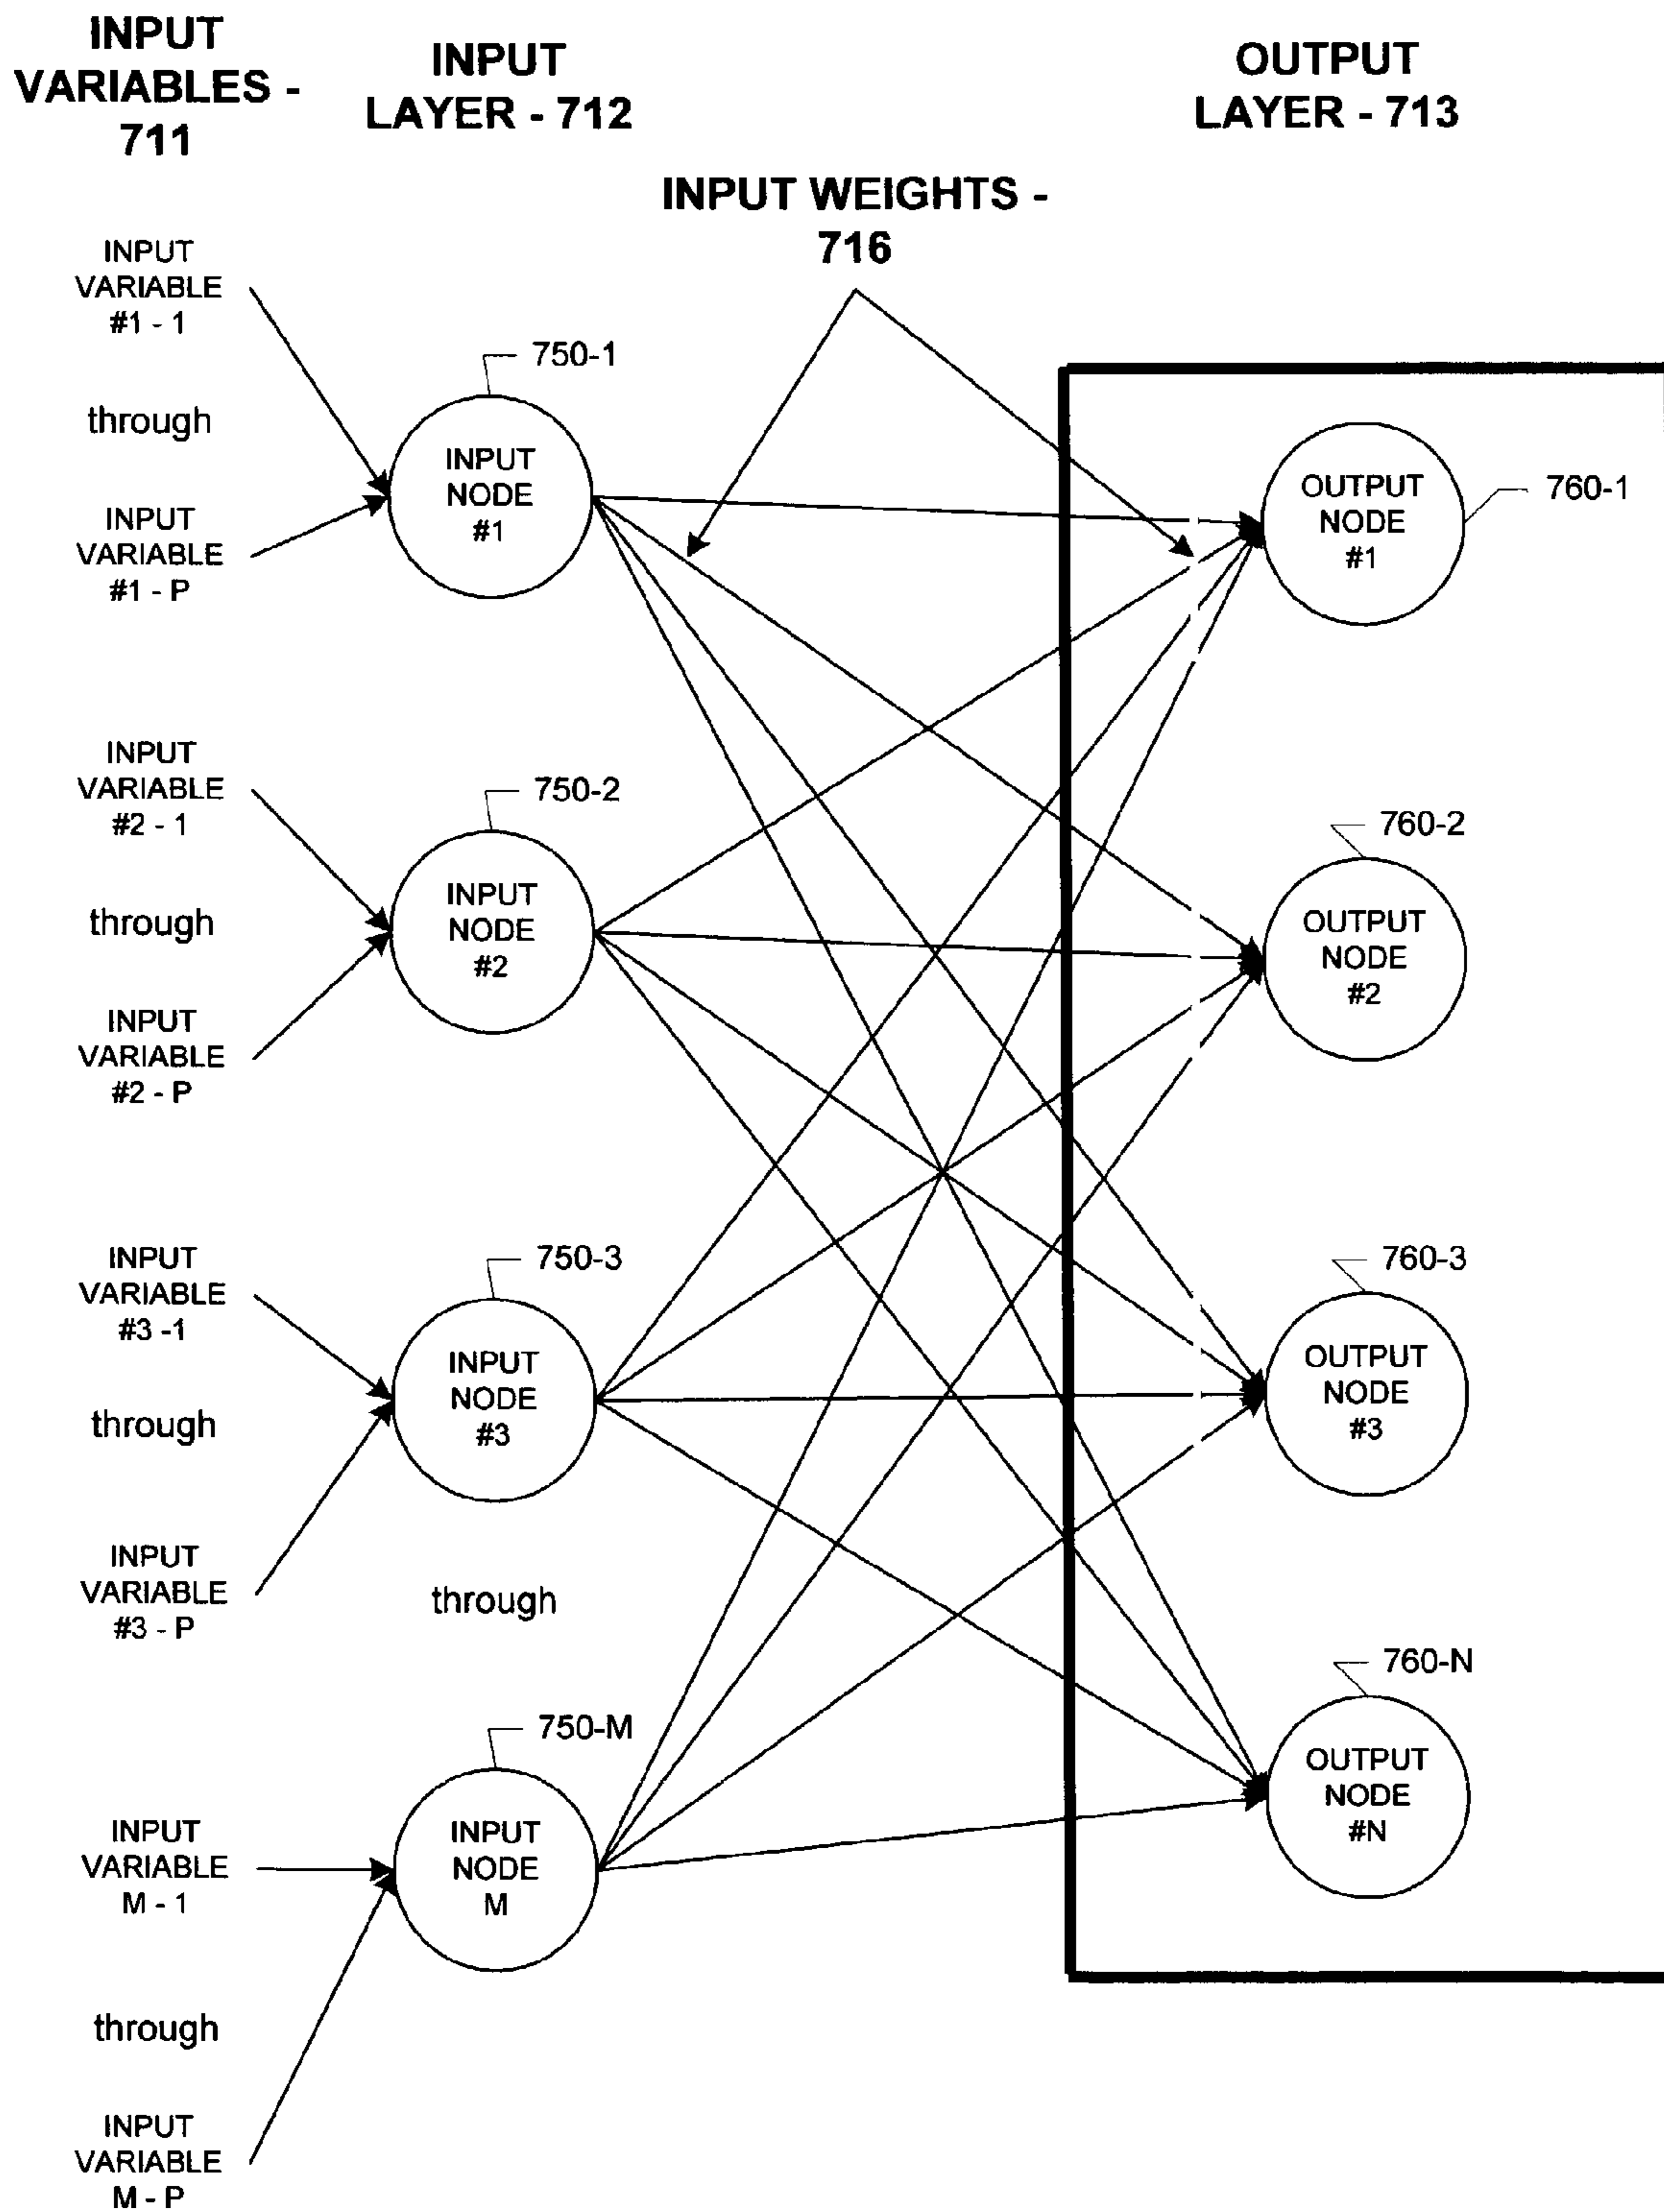 INPUT
VARIABLES -
711
INPUT
LAYER - 712
OUTPUT
LAYER - 713
INPUT WEIGHTS -
716
INPUT
VARIABLE
#1 - 1
through
INPUT
VARIABLE
#1 - P
750-1
INPUT
NODE
#1
OUTPUT
NODE
#1
760-1
INPUT
VARIABLE
#2 - 1
through
INPUT
VARIABLE
#2 - P
750-2
INPUT
NODE
#2
760-2
OUTPUT
NODE
#2
INPUT
VARIABLE
#3 -1
through
INPUT
VARIABLE
#3 - P
750-3
INPUT
NODE
#3
through
760-3
OUTPUT
NODE
#3
760-N
OUTPUT
NODE
#N
750-M
INPUT
NODE
M
INPUT
VARIABLE
M - 1
through
INPUT
VARIABLE
M - P